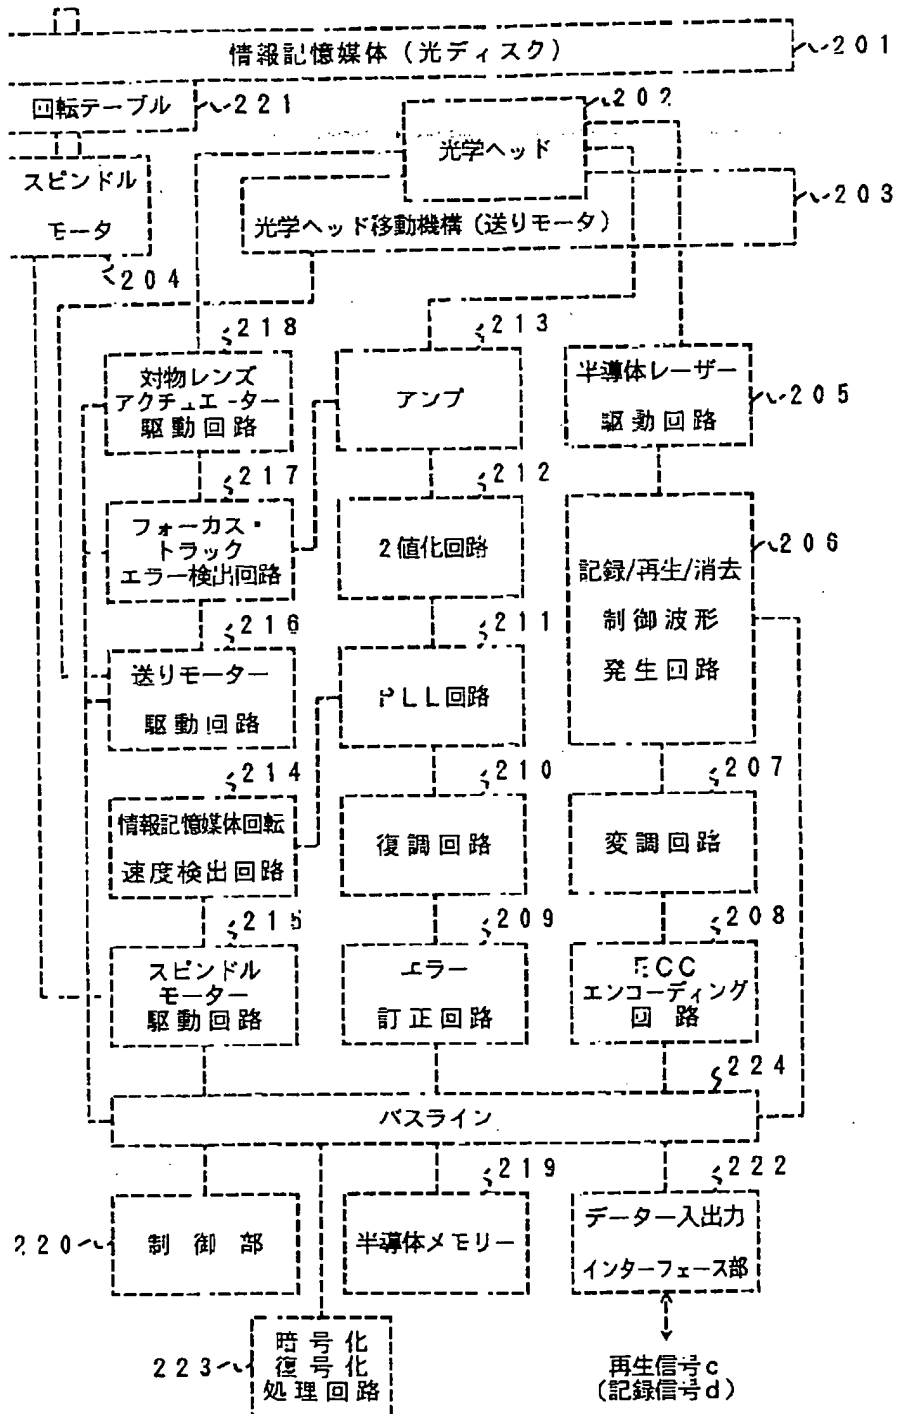 情報記憶媒体(光ディスク)
201
回転テーブル
221
202
光学ヘッド
スピンドル
モータ
204
光学ヘッド移動機構(送りモータ)
203
218
対物レンズ
アクチュエーター
駆動回路
213
アンプ
半導体レーザー
駆動回路
205
217
フォーカス・
トラック
エラー検出回路
212
2値化回路
記録/再生/消去
制御波形
発生回路
206
216
送りモーター
駆動回路
211
PLL回路
214
情報記憶媒体回転
速度検出回路
210
復調回路
207
変調回路
215
スピンドル
モーター
駆動回路
209
エラー
訂正回路
208
ECC
エンコーディング
回路
224
バスライン
220
制御部
219
半導体メモリー
222
データー入出力
インターフェース部
223
暗号化
復号化
処理回路
再生信号c
(記録信号d)